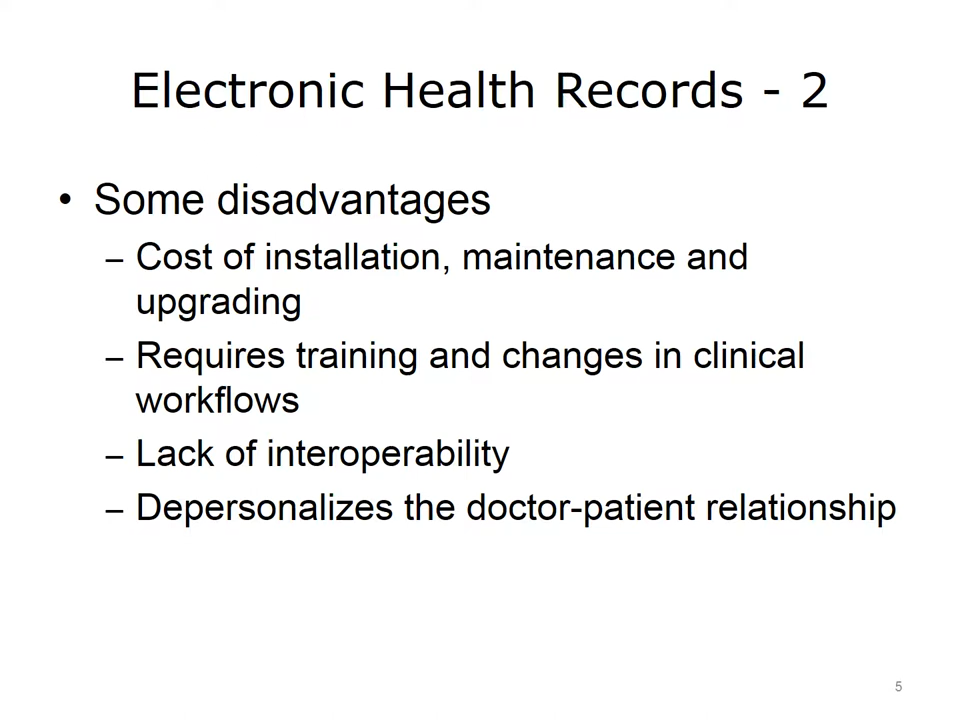 Electronic Health Records - 2
• Some disadvantages
– Cost of installation, maintenance and
upgrading
– Requires training and changes in clinical
workflows
– Lack of interoperability
– Depersonalizes the doctor-patient relationship
5